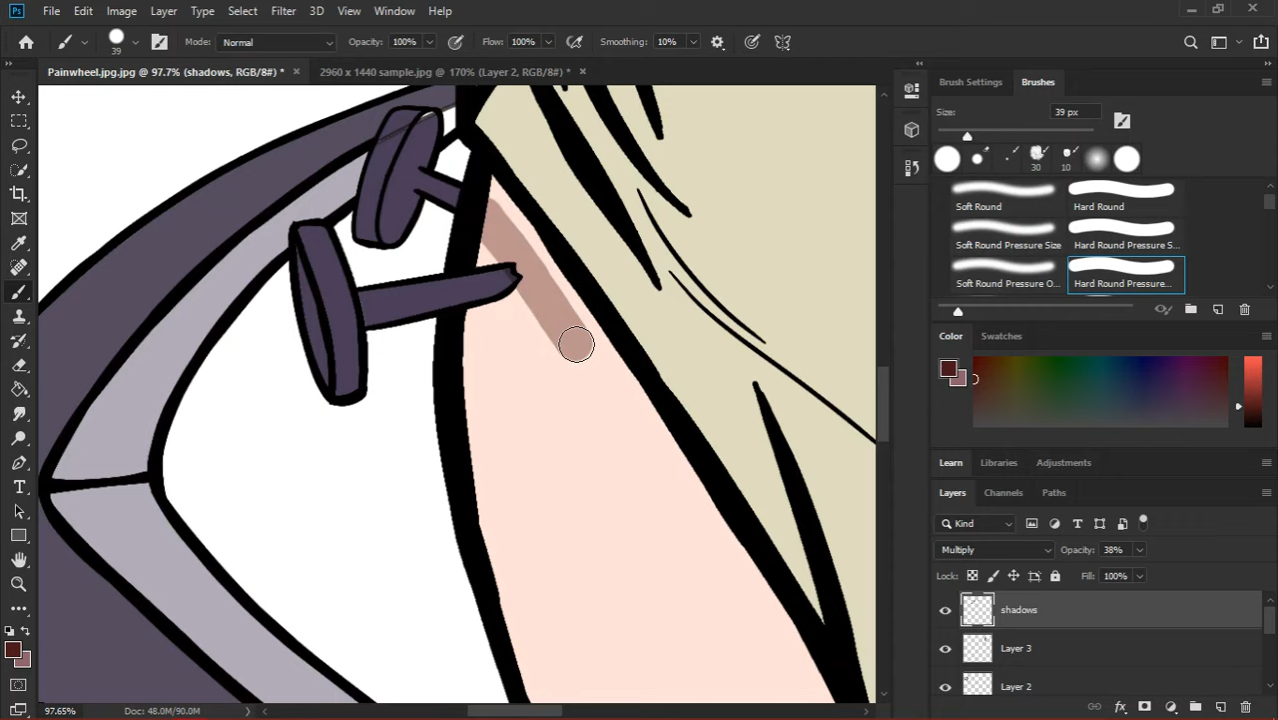 Ps File Edit Image Layer Type Select Filter 3D View Window Help
39 Mode: Normal Opacity: 100% Flow: 100% Smoothing: 10%
Painwheel.jpg.jpg @ 97.7% (shadows, RGB/8#) * 2960 x 1440 sample.jpg @ 170% (Layer 2, RGB/8#) *
Brush Settings Brushes
Size: 39 px
30 10
Soft Round Hard Round
Soft Round Pressure Size Hard Round Pressure S...
Soft Round Pressure O... Hard Round Pressure...
Color Swatches
Learn Libraries Adjustments
Layers Channels Paths
Kind
Multiply Opacity: 38%
Lock: Fill: 100%
shadows
Layer 3
Layer 2
97.65% Doc: 48.0M/90.0M